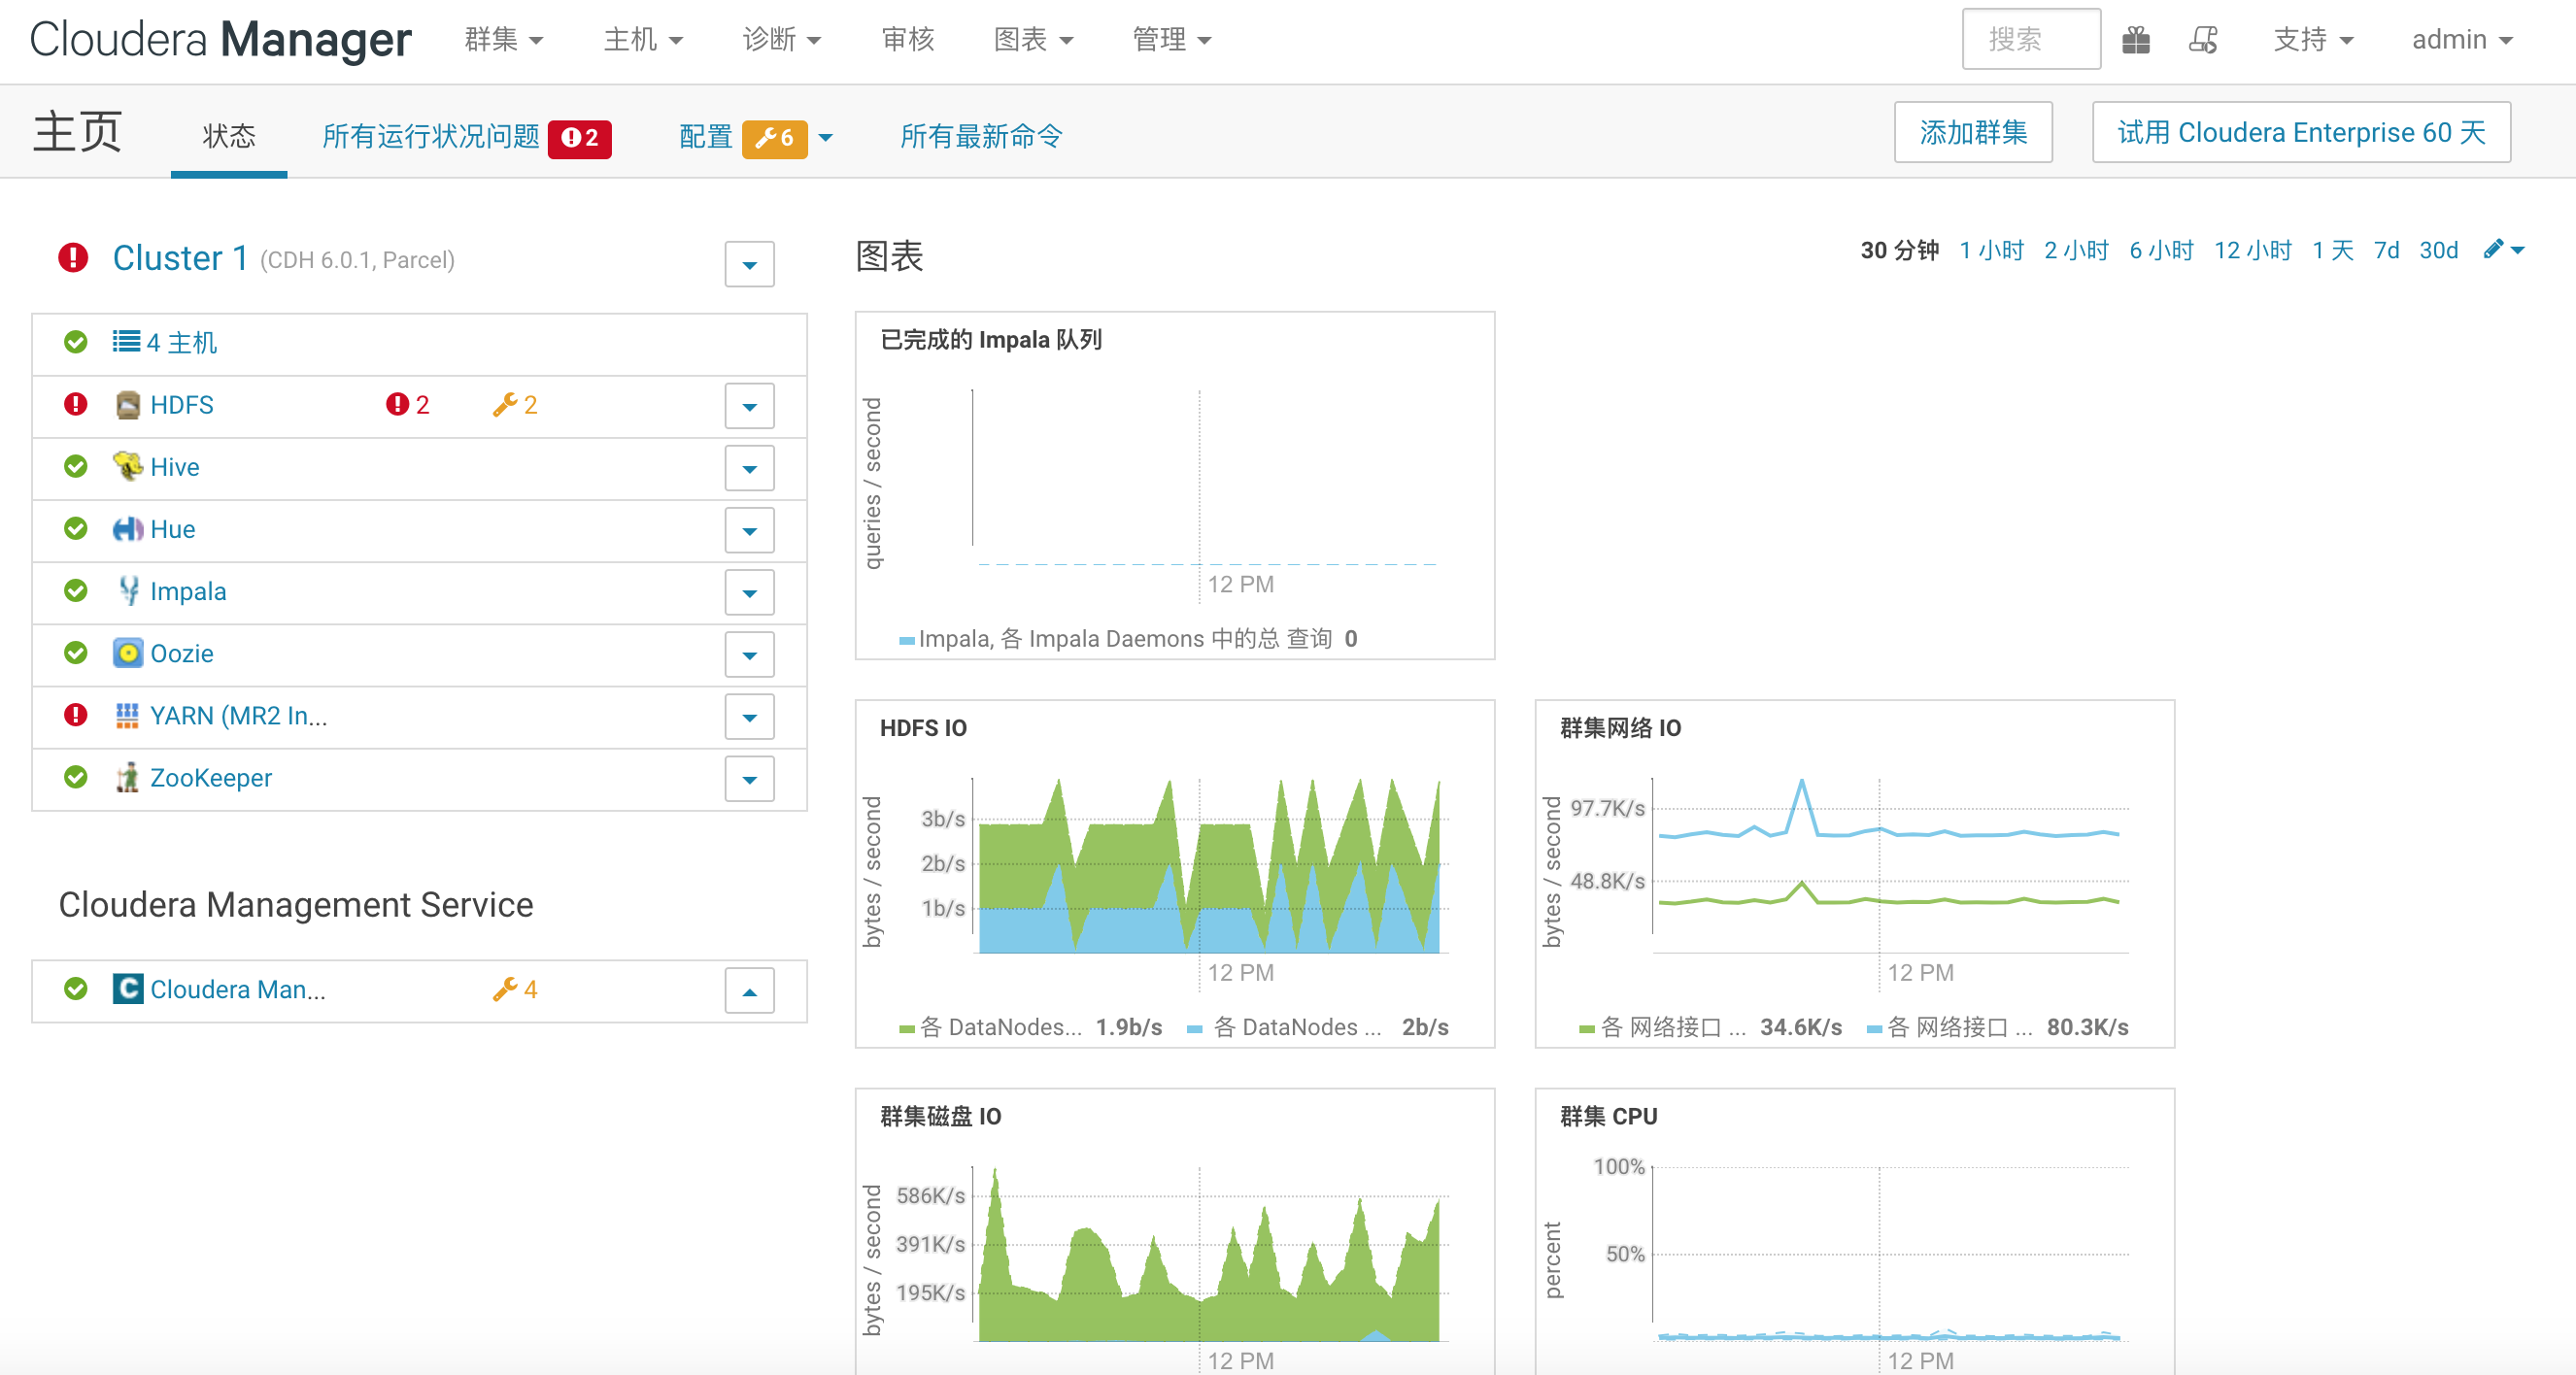 Cloudera Manager 群集 主机 诊断 审核 图表 管理 搜索 支持 admin
主页 状态 所有运行状况问题 2 配置 6 所有最新命令 添加群集 试用 Cloudera Enterprise 60 天
Cluster 1 (CDH 6.0.1, Parcel)
4 主机
HDFS 2 2
Hive
Hue
Impala
Oozie
YARN (MR2 In...
ZooKeeper
Cloudera Management Service
Cloudera Man... 4
图表 30 分钟 1 小时 2 小时 6 小时 12 小时 1 天 7d 30d
已完成的 Impala 队列
queries / second
12 PM
Impala, 各 Impala Daemons 中的总 查询 0
HDFS IO
bytes / second
3b/s
2b/s
1b/s
12 PM
各 DataNodes... 1.9b/s 各 DataNodes ... 2b/s
群集网络 IO
bytes / second
97.7K/s
48.8K/s
12 PM
各 网络接口 ... 34.6K/s 各 网络接口 ... 80.3K/s
群集磁盘 IO
bytes / second
586K/s
391K/s
195K/s
12 PM
群集 CPU
percent
100%
50%
12 PM